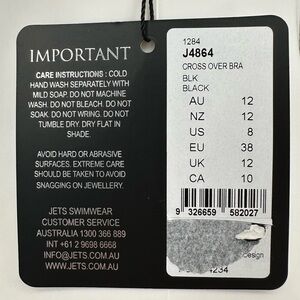 IMPORTANT
CARE INSTRUCTIONS : COLD
HAND WASH SEPARATELY WITH
MILD SOAP. DO NOT MACHINE
WASH. DO NOT BLEACH. DO NOT
SOAK. DO NOT WRING. DO NOT
TUMBLE DRY. DRY FLAT IN
SHADE.
AVOID HARD OR ABRASIVE
SURFACES. EXTREME CARE
SHOULD BE TAKEN TO AVOID
SNAGGING ON JEWELLERY.
JETS SWIMWEAR
CUSTOMER SERVICE
AUSTRALIA 1300 366 889
INT +61 2 9698 6668
INFO@JETS.COM.AU
WWW.JETS.COM.AU
1284
J4864
CROSS OVER BRA
BLK
BLACK
AU 12
NZ 12
US 8
EU 38
UK 12
CA 10
9 326659 582027
esign
4234